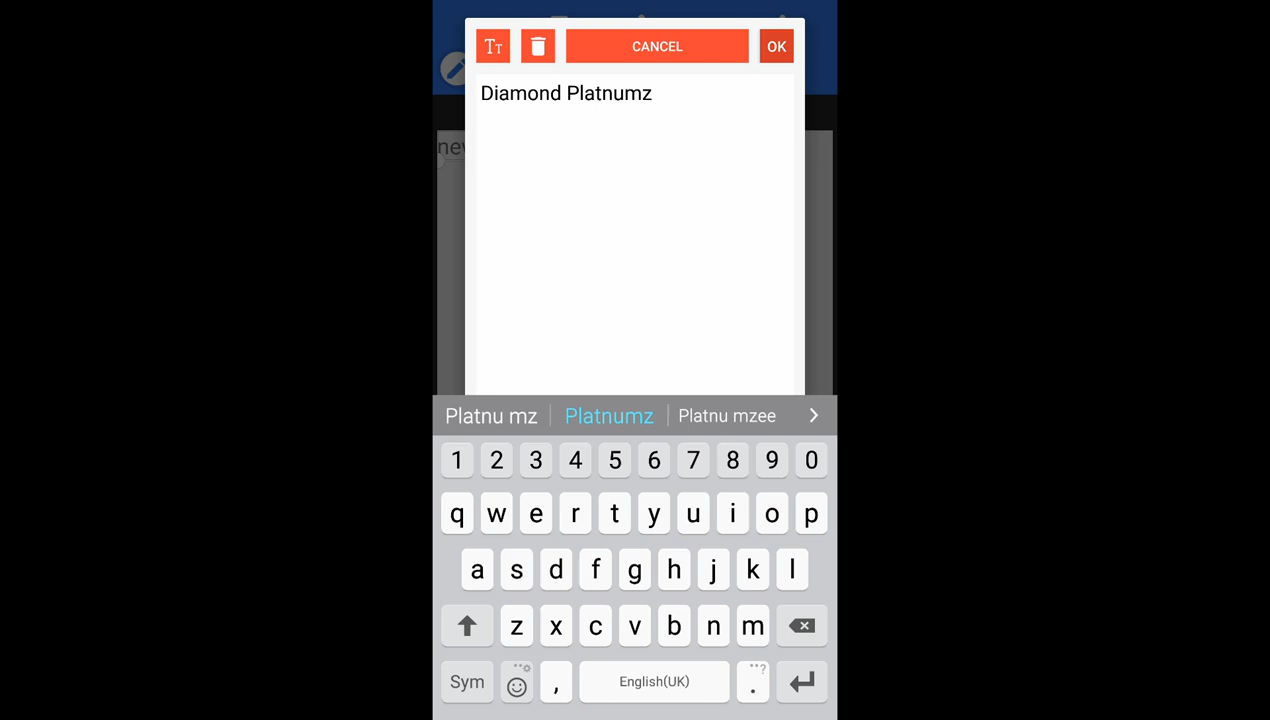 TT
CANCEL
OK
Diamond Platnumz
Platnu mz
Platnumz
Platnu mzee
1 2 3 4 5 6 7 8 9 0
q w e r t y u i o p
a s d f g h j k l
z x c v b n m
Sym , English(UK) .